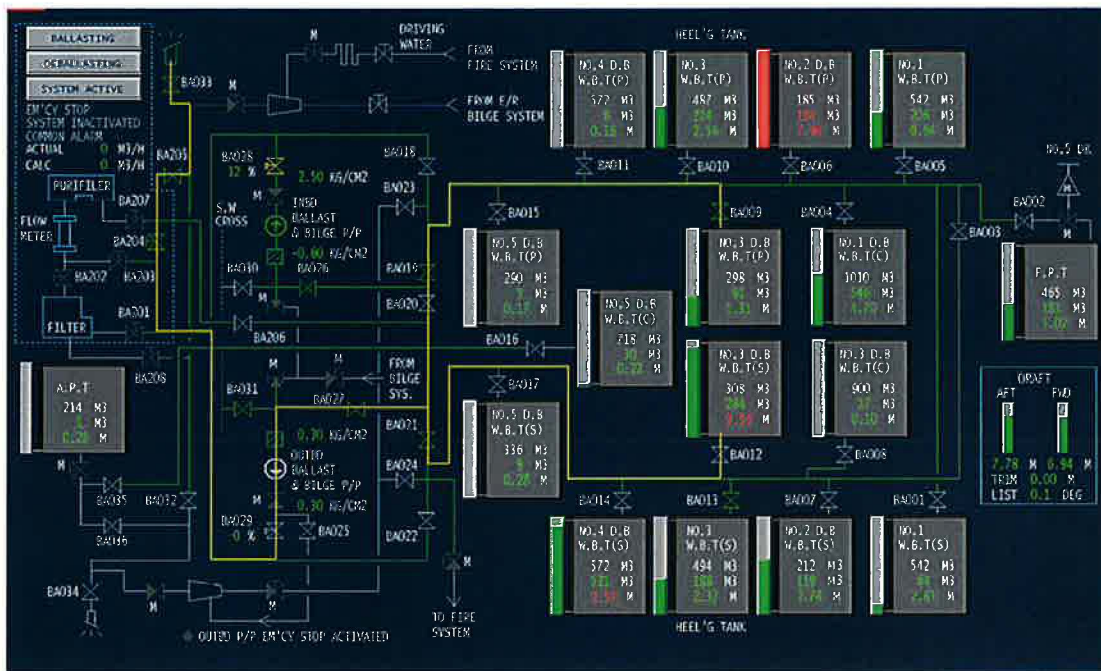 BALLASTING
DEBALLASTING
SYSTEM ACTIVE
EM'CY STOP
SYSTEM INACTIVATED
COMMON ALARM
ACTUAL 0 M3/H
CALC 0 M3/H
PURIFILER
FLOW
METER
FILTER
BA207
BA204
BA202
BA203
BA201
BA208
BA033
BA205
M
DRIVING
WATER
FROM
FIRE SYSTEM
FROM E/R
BILGE SYSTEM
BA028
12 %
2.50 KG/CM2
S.W
CROSS
INBD
BALLAST
& BILGE P/P
-0.60 KG/CM2
BA030
BA026
BA206
BA018
BA023
BA019
BA020
BA031
BA027
FROM
BILGE
SYS.
BA021
0.70 KG/CM2
OUTBD
BALLAST
& BILGE P/P
0.30 KG/CM2
BA024
BA029
0 %
BA025
BA022
BA035
BA032
BA036
BA034
OUTBD P/P EM'CY STOP ACTIVATED
TO FIRE
SYSTEM
A.P.T
214 M3
M3
M
HEEL'G TANK
NO.4 D.B
W.B.T(P)
572 M3
M3
M
BA011
NO.3
W.B.T(P)
487 M3
M3
M
BA010
NO.2 D.B
W.B.T(P)
185 M3
M3
M
BA006
NO.1
W.B.T(P)
542 M3
M3
M
BA005
BA015
NO.5 D.B
W.B.T(P)
290 M3
M3
M
BA016
NO.5 D.B
W.B.T(C)
718 M3
30 M3
M
BA017
NO.5 D.B
W.B.T(S)
336 M3
M3
M
BA009
NO.3 D.B
W.B.T(P)
298 M3
M3
M
BA004
NO.1 D.B
W.B.T(C)
1010 M3
M3
M
NO.3 D.B
W.B.T(S)
308 M3
M3
M
BA012
NO.3 D.B
W.B.T(C)
900 M3
M3
0.10 M
BA008
BA002
BA003
F.P.T
465 M3
M3
M
DRAFT
AFT FWD
7.78 M 6.94 M
TRIM 0.00 M
LIST 0.1 DEG
BA014
NO.4 D.B
W.B.T(S)
572 M3
M3
M
BA013
NO.3
W.B.T(S)
494 M3
M3
M
BA007
NO.2 D.B
W.B.T(S)
212 M3
M3
M
BA001
NO.1
W.B.T(S)
542 M3
M3
M
HEEL'G TANK